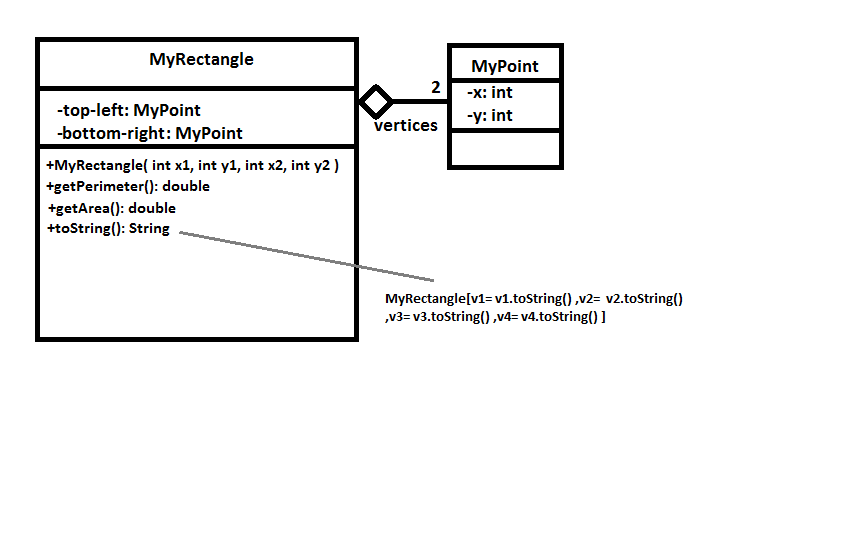 MyRectangle
-top-left: MyPoint
-bottom-right: MyPoint
+MyRectangle( int x1, int y1, int x2, int y2 )
+getPerimeter(): double
+getArea(): double
+toString(): String
2
vertices
MyPoint
-x: int
-y: int
MyRectangle[v1= v1.toString() ,v2= v2.toString()
,v3= v3.toString() ,v4= v4.toString() ]